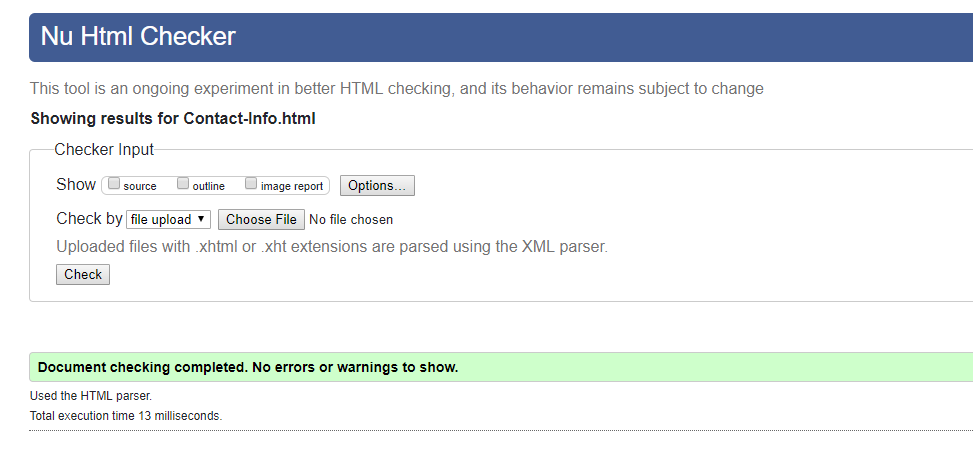 Nu Html Checker
This tool is an ongoing experiment in better HTML checking, and its behavior remains subject to change
Showing results for Contact-Info.html
Checker Input
Show source outline image report Options...
Check by file upload Choose File No file chosen
Uploaded files with .xhtml or .xht extensions are parsed using the XML parser.
Check
Document checking completed. No errors or warnings to show.
Used the HTML parser.
Total execution time 13 milliseconds.